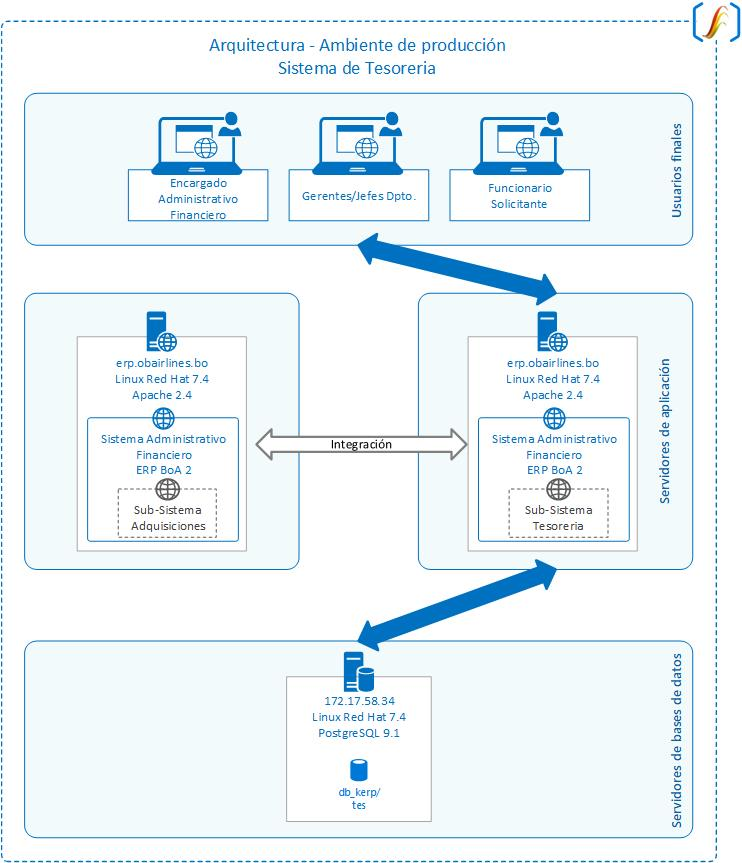 Arquitectura - Ambiente de producción
Sistema de Tesoreria
Usuarios finales
Encargado
Administrativo
Financiero
Gerentes/Jefes Dpto.
Funcionario
Solicitante
erp.obairlines.bo
Linux Red Hat 7.4
Apache 2.4
Sistema Administrativo
Financiero
ERP BoA 2
Sub-Sistema
Adquisiciones
Integración
erp.obairlines.bo
Linux Red Hat 7.4
Apache 2.4
Sistema Administrativo
Financiero
ERP BoA 2
Sub-Sistema
Tesoreria
Servidores de aplicación
172.17.58.34
Linux Red Hat 7.4
PostgreSQL 9.1
db_kerp/
tes
Servidores de bases de datos